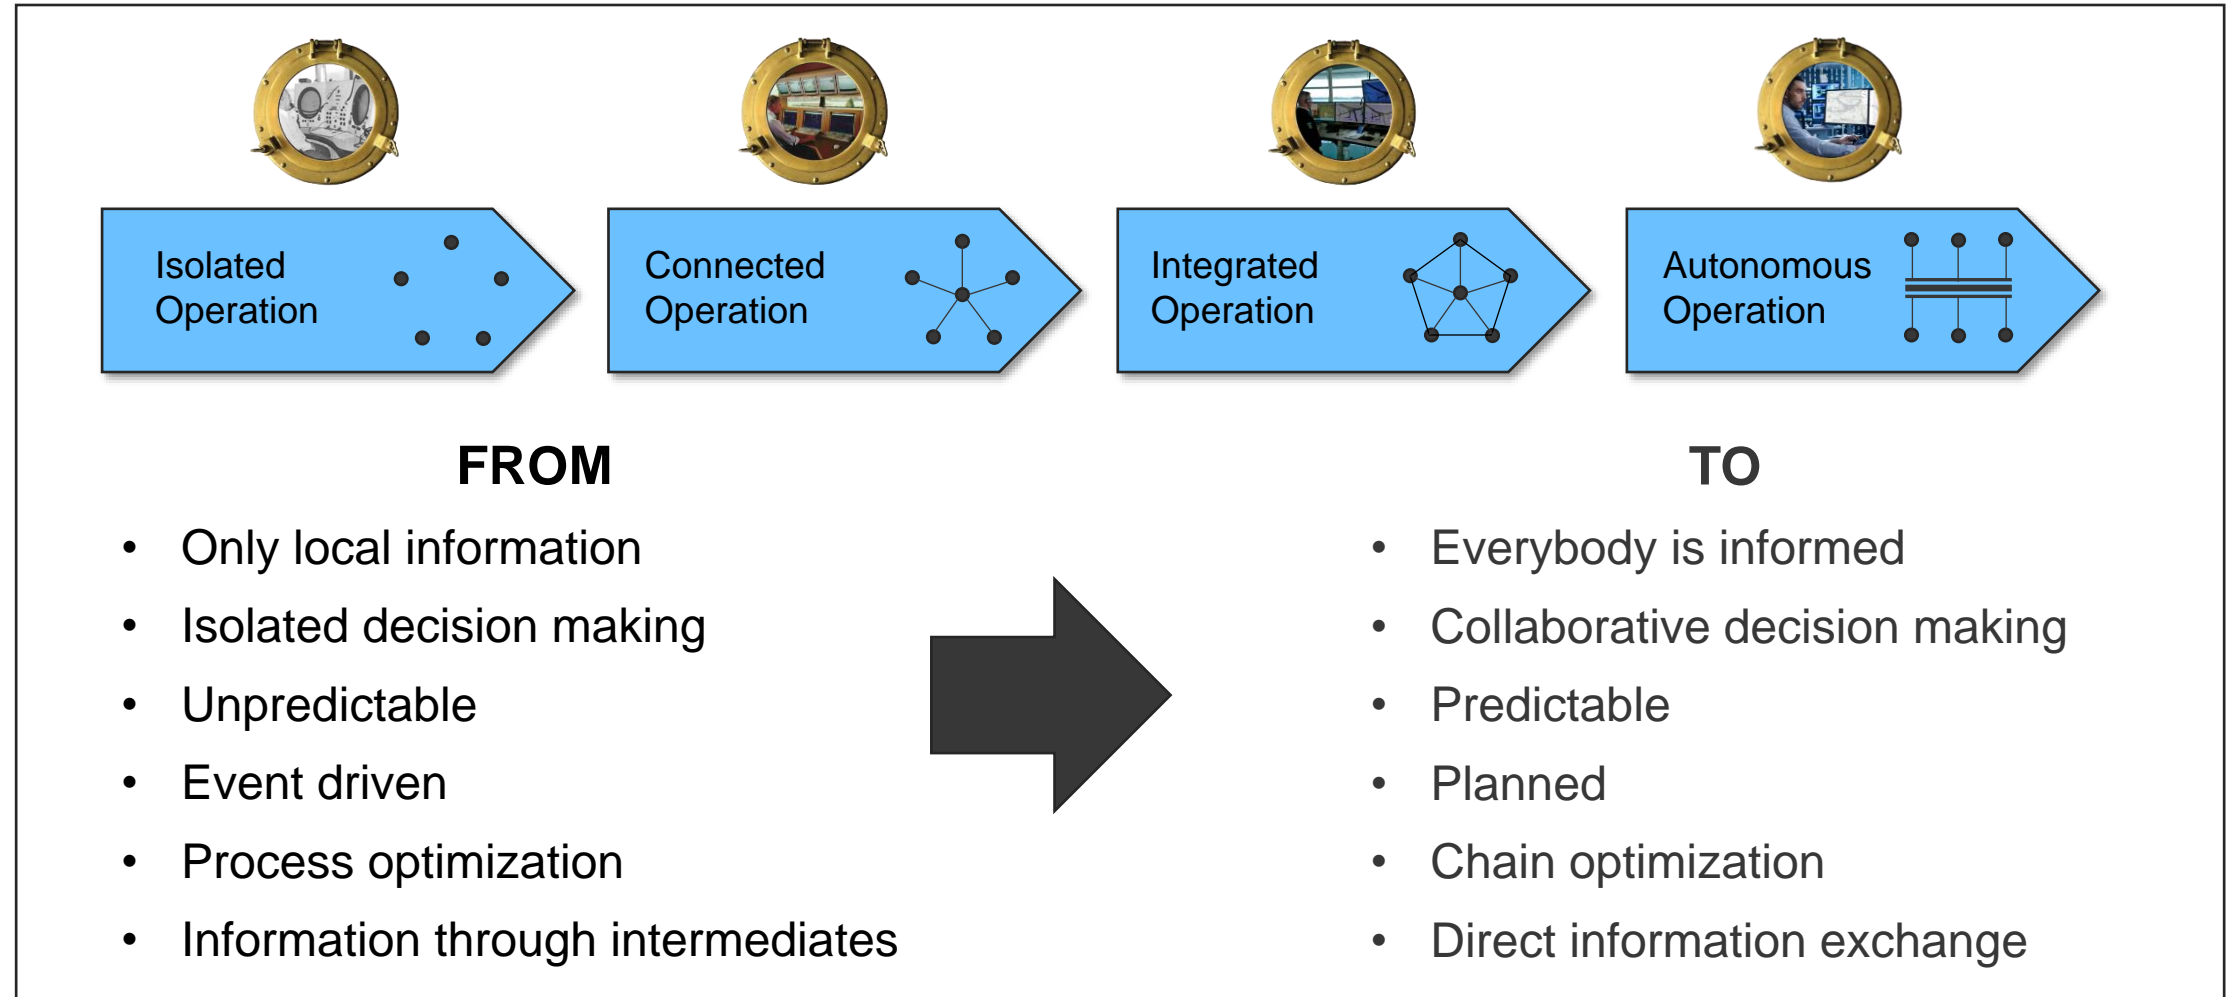 Isolated
Operation
Connected
Operation
Integrated
Operation
Autonomous
Operation
FROM
• Only local information
• Isolated decision making
• Unpredictable
• Event driven
• Process optimization
• Information through intermediates
TO
• Everybody is informed
• Collaborative decision making
• Predictable
• Planned
• Chain optimization
• Direct information exchange